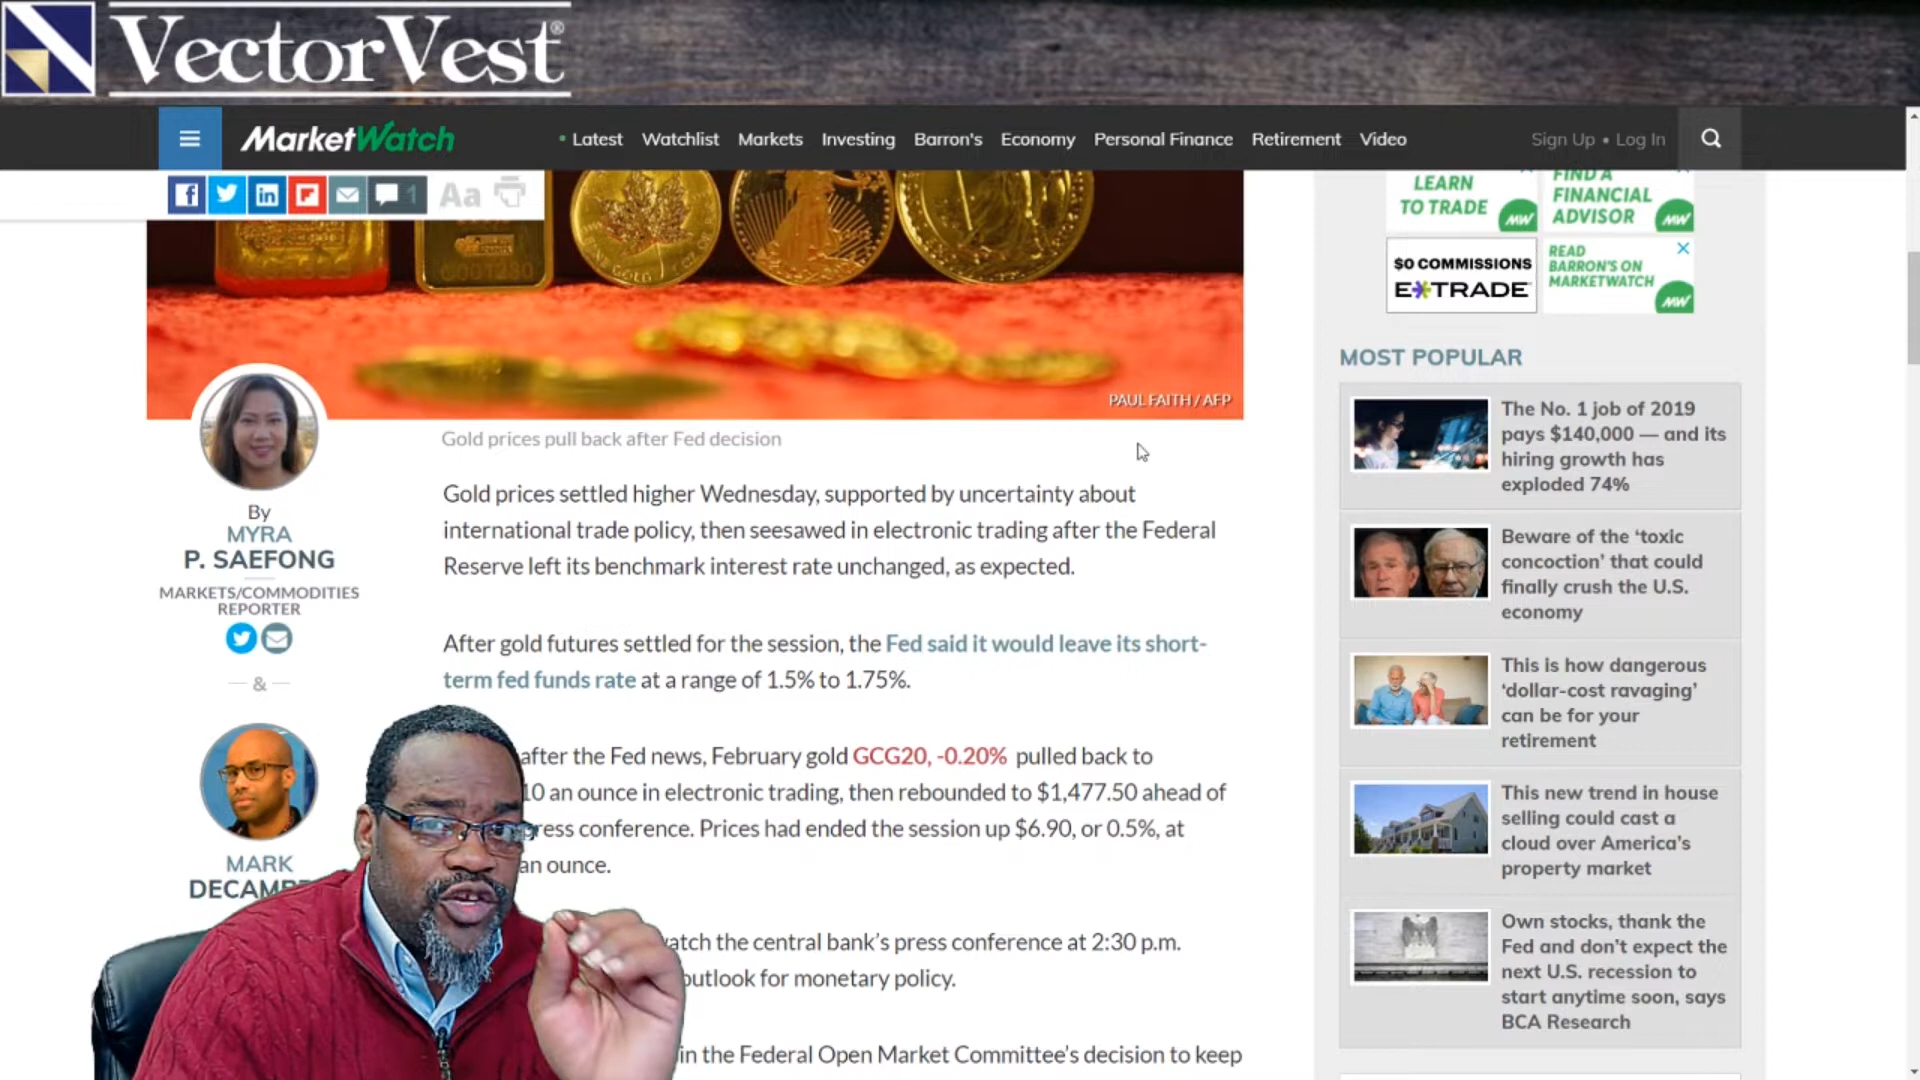 VectorVest®
MarketWatch
• Latest Watchlist Markets Investing Barron's Economy Personal Finance Retirement Video
Sign Up • Log In
1
Aa
PAUL FAITH / AFP
Gold prices pull back after Fed decision
By
MYRA
P. SAEFONG
MARKETS/COMMODITIES
REPORTER
&
MARK
Gold prices settled higher Wednesday, supported by uncertainty about
international trade policy, then seesawed in electronic trading after the Federal
Reserve left its benchmark interest rate unchanged, as expected.
After gold futures settled for the session, the Fed said it would leave its short-
term fed funds rate at a range of 1.5% to 1.75%.
after the Fed news, February gold GCG20, -0.20% pulled back to
10 an ounce in electronic trading, then rebounded to $1,477.50 ahead of
press conference. Prices had ended the session up $6.90, or 0.5%, at
an ounce.
watch the central bank's press conference at 2:30 p.m.
outlook for monetary policy.
in the Federal Open Market Committee's decision to keep
LEARN
TO TRADE
MW
FIND A
FINANCIAL
ADVISOR
MW
$0 COMMISSIONS
E*TRADE
READ
BARRON'S ON
MARKETWATCH
MW
MOST POPULAR
The No. 1 job of 2019
pays $140,000 — and its
hiring growth has
exploded 74%
Beware of the ‘toxic
concoction’ that could
finally crush the U.S.
economy
This is how dangerous
‘dollar-cost ravaging’
can be for your
retirement
This new trend in house
selling could cast a
cloud over America's
property market
Own stocks, thank the
Fed and don't expect the
next U.S. recession to
start anytime soon, says
BCA Research